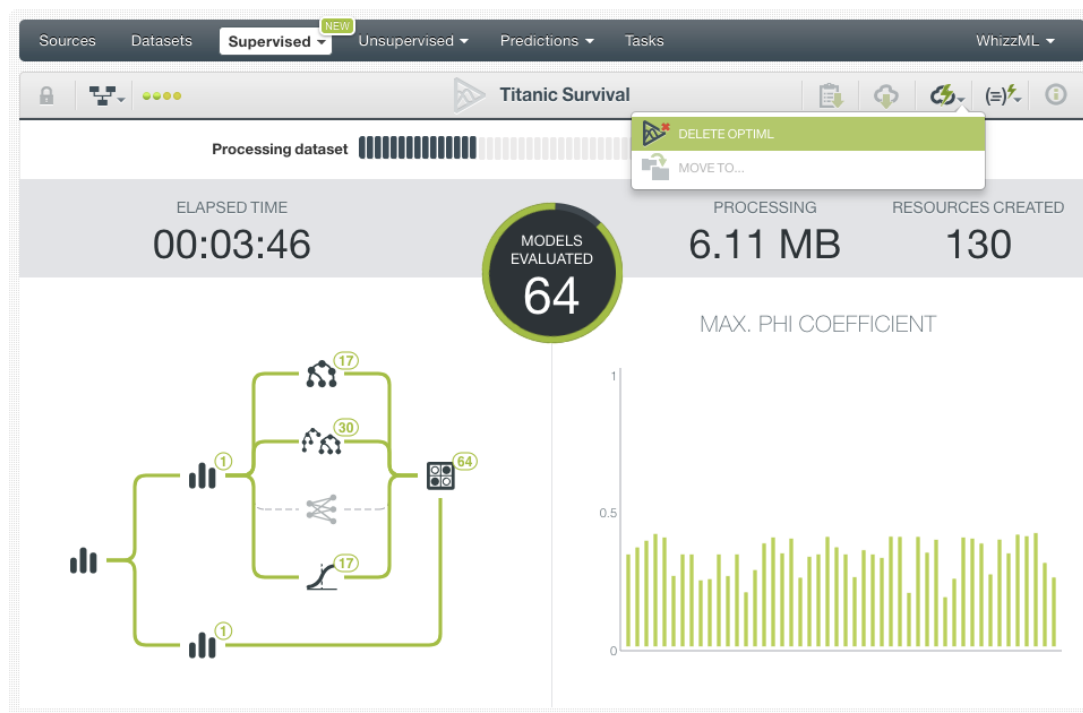 NEW
Sources Datasets Supervised Unsupervised Predictions Tasks WhizzML
Titanic Survival
DELETE OPTIML
MOVE TO...
Processing dataset
ELAPSED TIME
00:03:46
MODELS
EVALUATED
64
PROCESSING
6.11 MB
RESOURCES CREATED
130
MAX. PHI COEFFICIENT
17
30
1
64
17
1
1
0.5
0